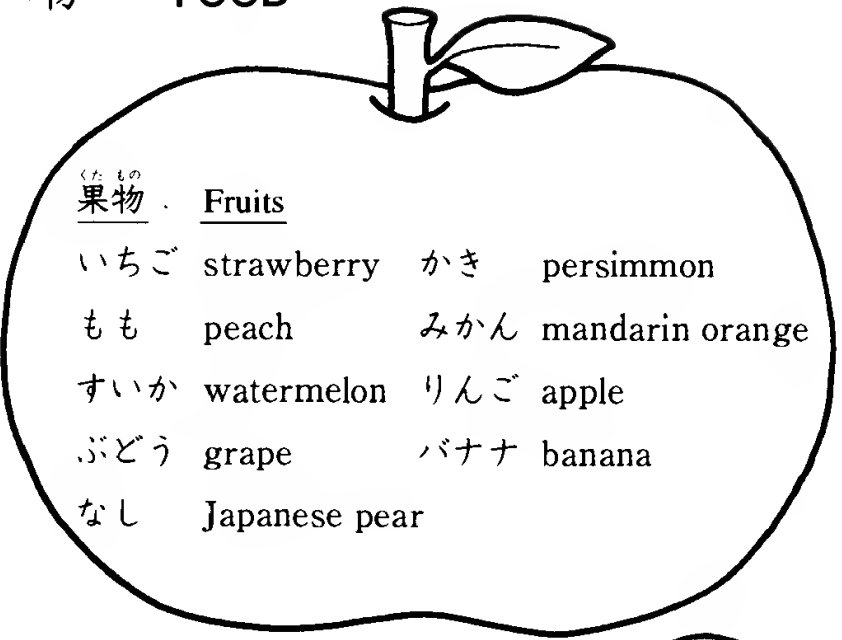 物 FOOD
くだ もの
果物 . Fruits
いちご strawberry かき persimmon
もも peach みかん mandarin orange
すいか watermelon りんご apple
ぶどう grape バナナ banana
なし Japanese pear